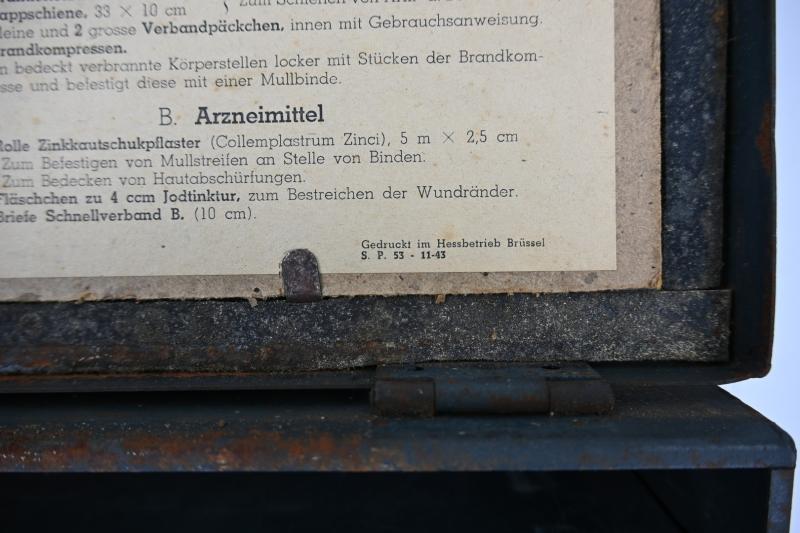 appschiene, 33 × 10 cm
leine und 2 grosse Verbandpäckchen, innen mit Gebrauchsanweisung.
randkompressen.
n bedeckt verbrannte Körperstellen locker mit Stücken der Brandkom-
sse und befestigt diese mit einer Mullbinde.
B. Arzneimittel
Rolle Zinkkautschukpflaster (Collemplastrum Zinci), 5 m × 2,5 cm
Zum Befestigen von Mullstreifen an Stelle von Binden.
Zum Bedecken von Hautabschürfungen.
Fläschchen zu 4 ccm Jodtinktur, zum Bestreichen der Wundränder.
Briefe Schnellverband B. (10 cm).
Gedruckt im Hessbetrieb Brüssel
S. P. 53 - 11-43